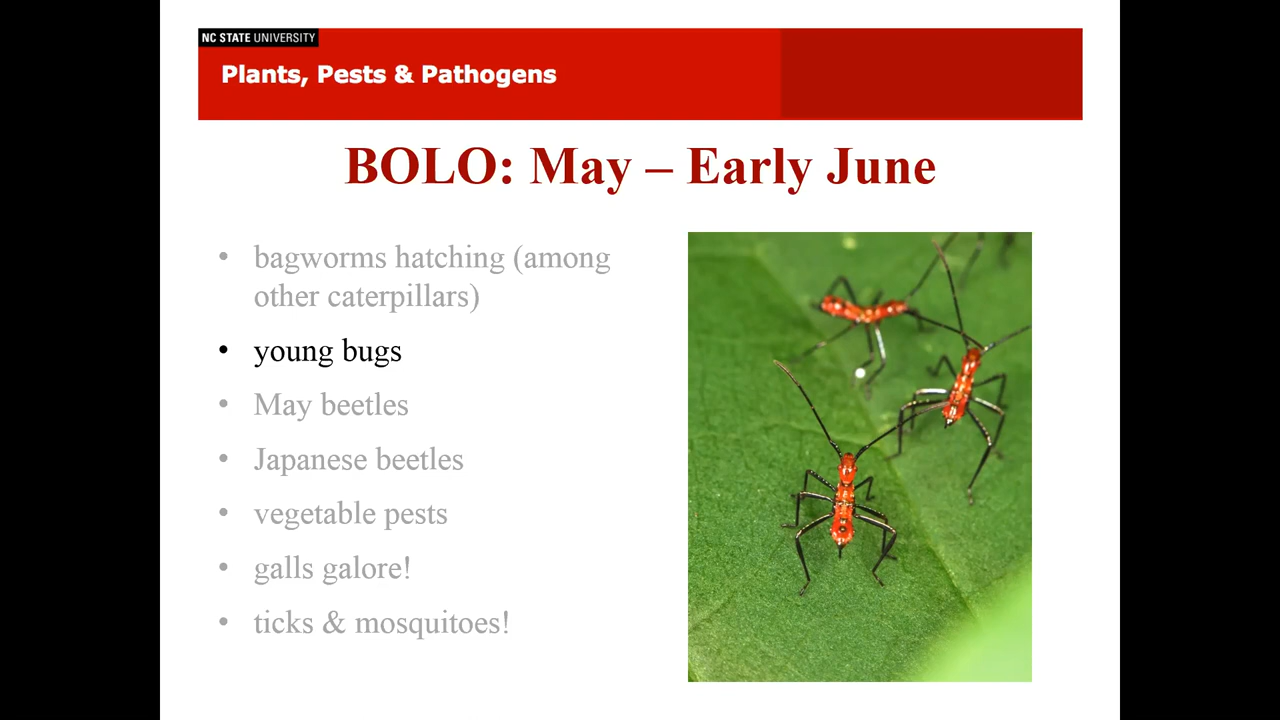 NC STATE UNIVERSITY
Plants, Pests & Pathogens
BOLO: May – Early June
• bagworms hatching (among
other caterpillars)
• young bugs
• May beetles
• Japanese beetles
• vegetable pests
• galls galore!
• ticks & mosquitoes!